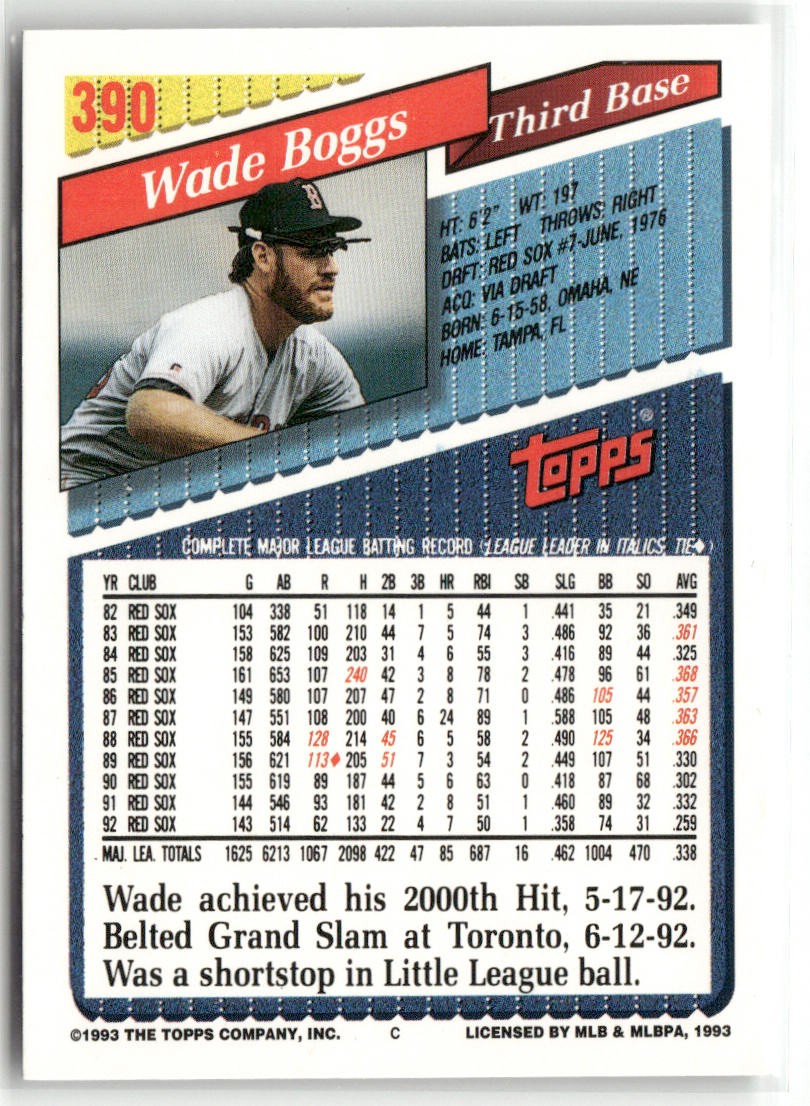 390
Wade Boggs
Third Base
B
HT: 6'2" WT: 197
BATS: LEFT THROWS: RIGHT
DRFT: RED SOX #7-JUNE, 1976
ACQ: VIA DRAFT
BORN: 6-15-58, OMAHA, NE
HOME: TAMPA, FL
topps®
COMPLETE MAJOR LEAGUE BATTING RECORD (LEAGUE LEADER IN ITALICS, TIE♦)
YR CLUB G AB R H 2B 3B HR RBI SB SLG BB SO AVG
82 RED SOX 104 338 51 118 14 1 5 44 1 .441 35 21 .349
83 RED SOX 153 582 100 210 44 7 5 74 3 .486 92 36 .361
84 RED SOX 158 625 109 203 31 4 6 55 3 .416 89 44 .325
85 RED SOX 161 653 107 240 42 3 8 78 2 .478 96 61 .368
86 RED SOX 149 580 107 207 47 2 8 71 0 .486 105 44 .357
87 RED SOX 147 551 108 200 40 6 24 89 1 .588 105 48 .363
88 RED SOX 155 584 128 214 45 6 5 58 2 .490 125 34 .366
89 RED SOX 156 621 113♦ 205 51 7 3 54 2 .449 107 51 .330
90 RED SOX 155 619 89 187 44 5 6 63 0 .418 87 68 .302
91 RED SOX 144 546 93 181 42 2 8 51 1 .460 89 32 .332
92 RED SOX 143 514 62 133 22 4 7 50 1 .358 74 31 .259
MAJ. LEA. TOTALS 1625 6213 1067 2098 422 47 85 687 16 .462 1004 470 .338
Wade achieved his 2000th Hit, 5-17-92.
Belted Grand Slam at Toronto, 6-12-92.
Was a shortstop in Little League ball.
©1993 THE TOPPS COMPANY, INC. C LICENSED BY MLB & MLBPA, 1993